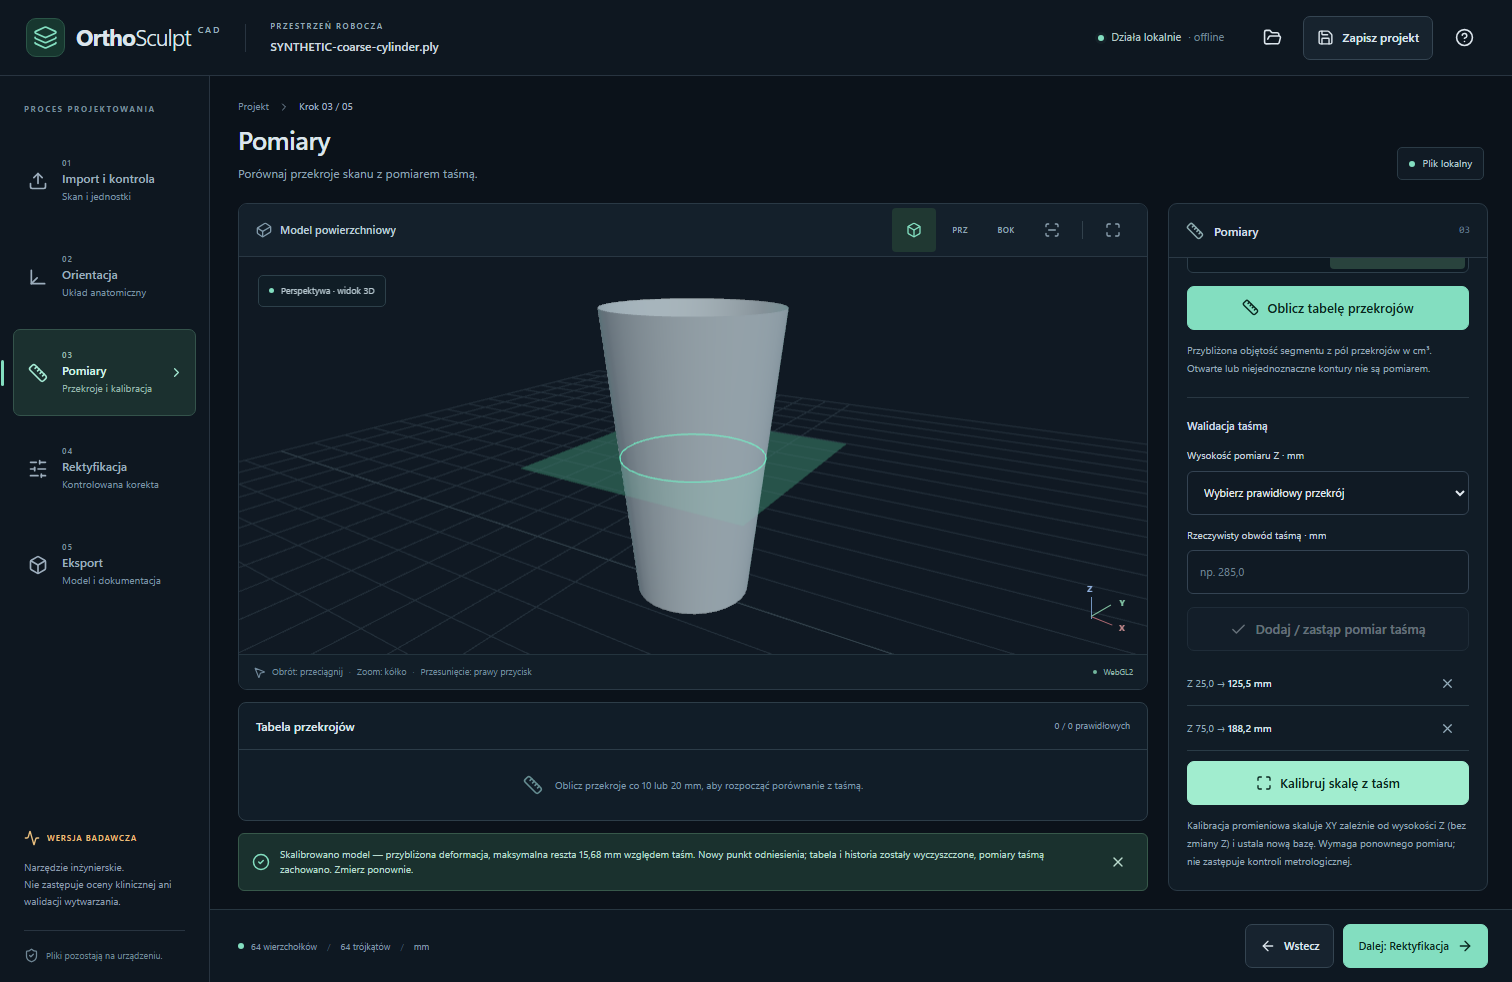 OrthoSculpt CAD
PRZESTRZEŃ ROBOCZA
SYNTHETIC-coarse-cylinder.ply
Działa lokalnie · offline
Zapisz projekt
PROCES PROJEKTOWANIA
01
Import i kontrola
Skan i jednostki
02
Orientacja
Układ anatomiczny
03
Pomiary
Przekroje i kalibracja
04
Rektyfikacja
Kontrolowana korekta
05
Eksport
Model i dokumentacja
WERSJA BADAWCZA
Narzędzie inżynierskie.
Nie zastępuje oceny klinicznej ani
walidacji wytwarzania.
Pliki pozostają na urządzeniu.
Projekt
Krok 03 / 05
Pomiary
Porównaj przekroje skanu z pomiarem taśmą.
Plik lokalny
Model powierzchniowy
PRZ
BOK
Perspektywa · widok 3D
Z
Y
X
Obrót: przeciągnij · Zoom: kółko · Przesunięcie: prawy przycisk
WebGL2
Tabela przekrojów
0 / 0 prawidłowych
Oblicz przekroje co 10 lub 20 mm, aby rozpocząć porównanie z taśmą.
Skalibrowano model — przybliżona deformacja, maksymalna reszta 15,68 mm względem taśm. Nowy punkt odniesienia; tabela i historia zostały wyczyszczone, pomiary taśmą
zachowano. Zmierz ponownie.
Pomiary
03
Oblicz tabelę przekrojów
Przybliżona objętość segmentu z pól przekrojów w cm³.
Otwarte lub niejednoznaczne kontury nie są pomiarem.
Walidacja taśmą
Wysokość pomiaru Z · mm
Wybierz prawidłowy przekrój
Rzeczywisty obwód taśmą · mm
np. 285,0
Dodaj / zastąp pomiar taśmą
Z 25,0 → 125,5 mm
Z 75,0 → 188,2 mm
Kalibruj skalę z taśm
Kalibracja promieniowa skaluje XY zależnie od wysokości Z (bez
zmiany Z) i ustala nową bazę. Wymaga ponownego pomiaru;
nie zastępuje kontroli metrologicznej.
64 wierzchołków / 64 trójkątów / mm
Wstecz
Dalej: Rektyfikacja